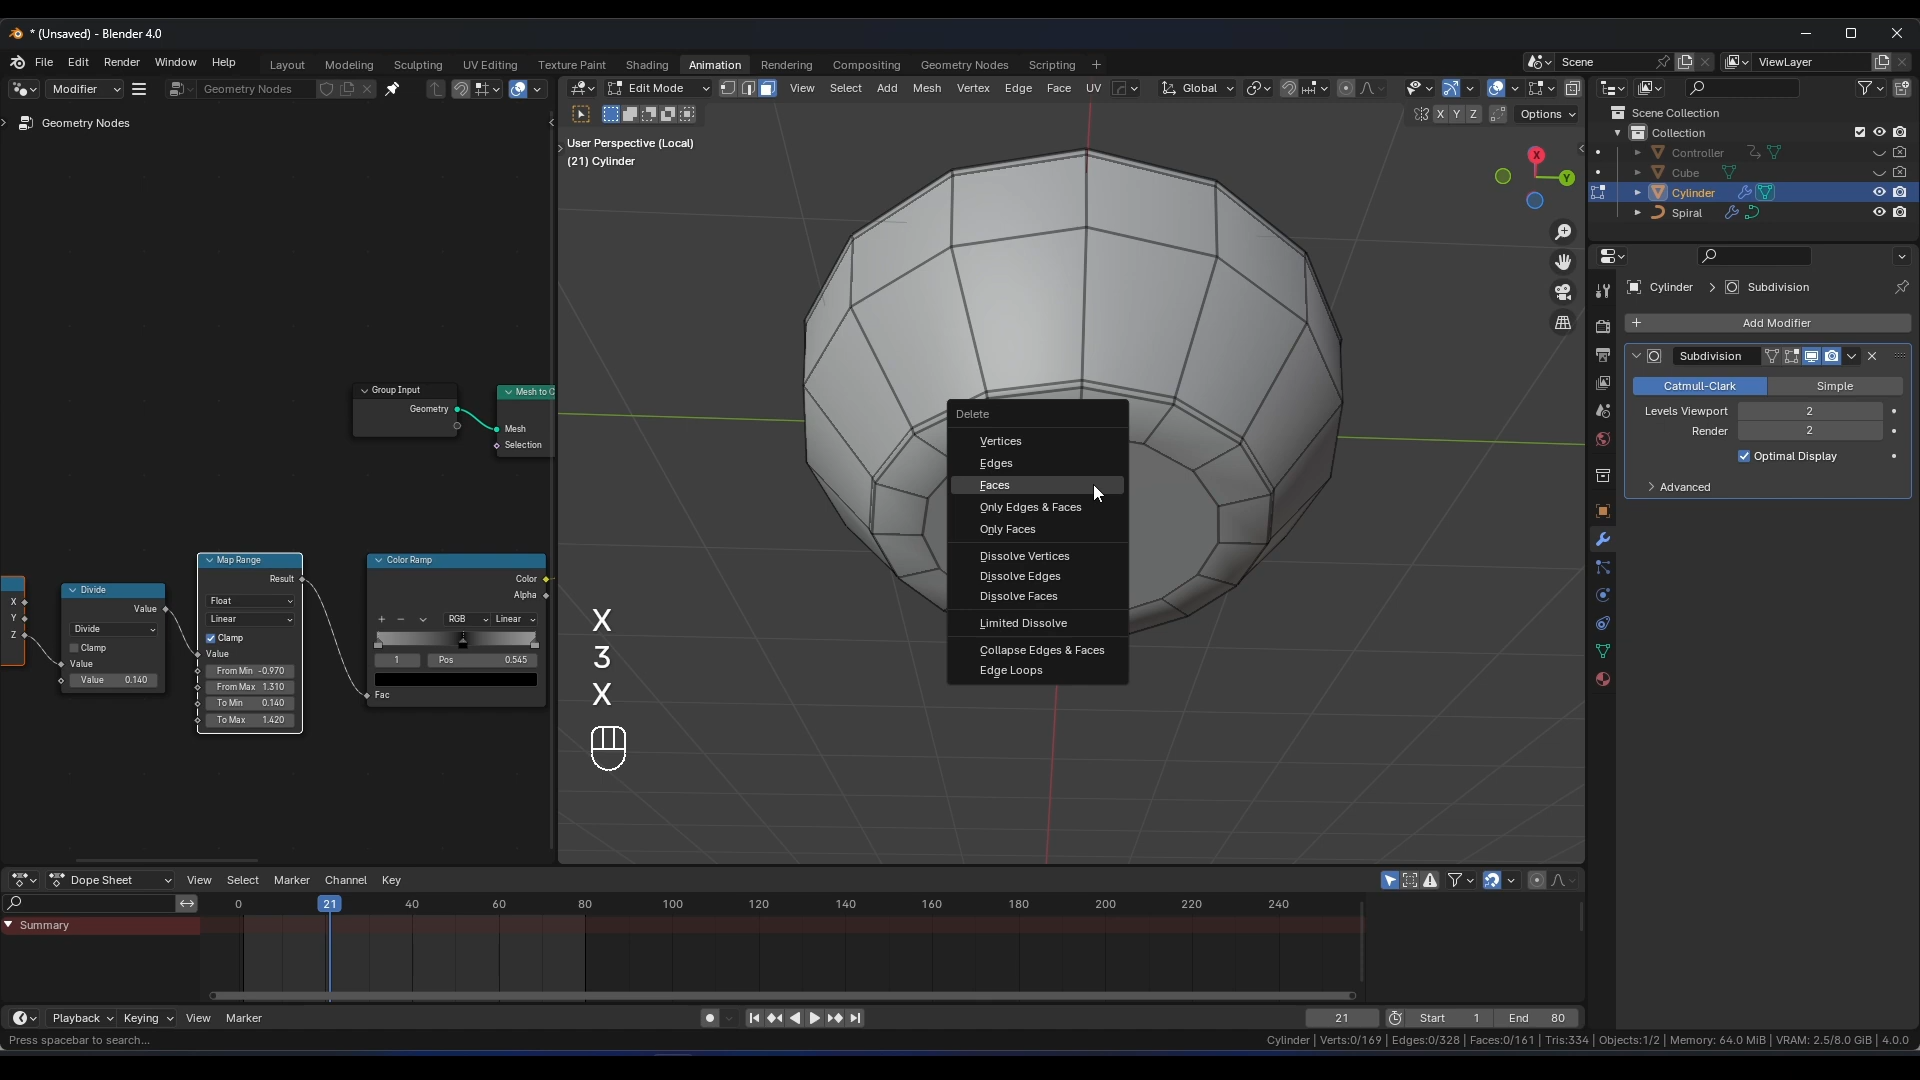 * (Unsaved) - Blender 4.0
File Edit Render Window Help
Layout Modeling Sculpting UV Editing Texture Paint Shading Animation Rendering Compositing Geometry Nodes Scripting +
Scene
ViewLayer
Modifier
Geometry Nodes
Edit Mode
View Select Add Mesh Vertex Edge Face UV
Global
X Y Z
Options
Geometry Nodes
User Perspective (Local)
(21) Cylinder
X
Y
Scene Collection
Collection
Controller
Cube
Cylinder
Spiral
Cylinder > Subdivision
+ Add Modifier
Subdivision
Catmull-Clark Simple
Levels Viewport 2
Render 2
Optimal Display
Advanced
Group Input
Geometry
Mesh to C
Mesh
Selection
X
Y
Z
Divide
Value
Divide
Clamp
Value
Value 0.140
Map Range
Result
Float
Linear
Clamp
Value
From Min -0.970
From Max 1.310
To Min 0.140
To Max 1.420
Color Ramp
Color
Alpha
RGB Linear
1 Pos 0.545
Fac
Delete
Vertices
Edges
Faces
Only Edges & Faces
Only Faces
Dissolve Vertices
Dissolve Edges
Dissolve Faces
Limited Dissolve
Collapse Edges & Faces
Edge Loops
X
3
X
Dope Sheet View Select Marker Channel Key
0 21 40 60 80 100 120 140 160 180 200 220 240
Summary
Playback Keying View Marker
21 Start 1 End 80
Press spacebar to search...
Cylinder | Verts:0/169 | Edges:0/328 | Faces:0/161 | Tris:334 | Objects:1/2 | Memory: 64.0 MiB | VRAM: 2.5/8.0 GiB | 4.0.0